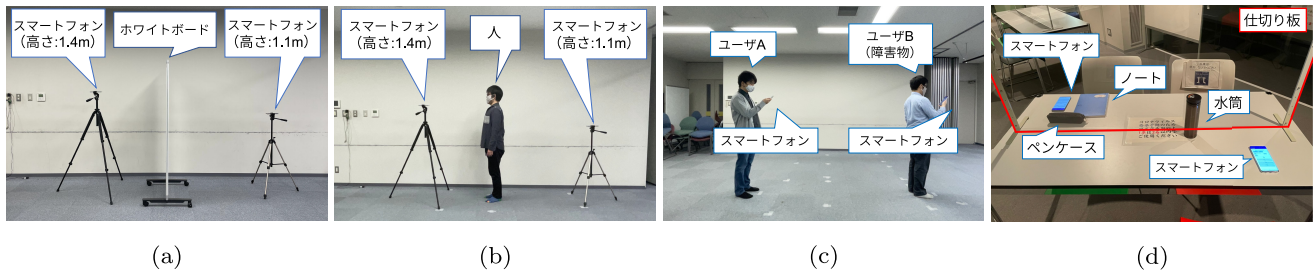 スマートフォン
（高さ:1.4m）
ホワイトボード
スマートフォン
（高さ:1.1m）
(a)
スマートフォン
（高さ:1.4m）
人
スマートフォン
（高さ:1.1m）
(b)
ユーザA
ユーザB
（障害物）
スマートフォン
スマートフォン
(c)
仕切り板
スマートフォン
ノート
水筒
ペンケース
スマートフォン
(d)